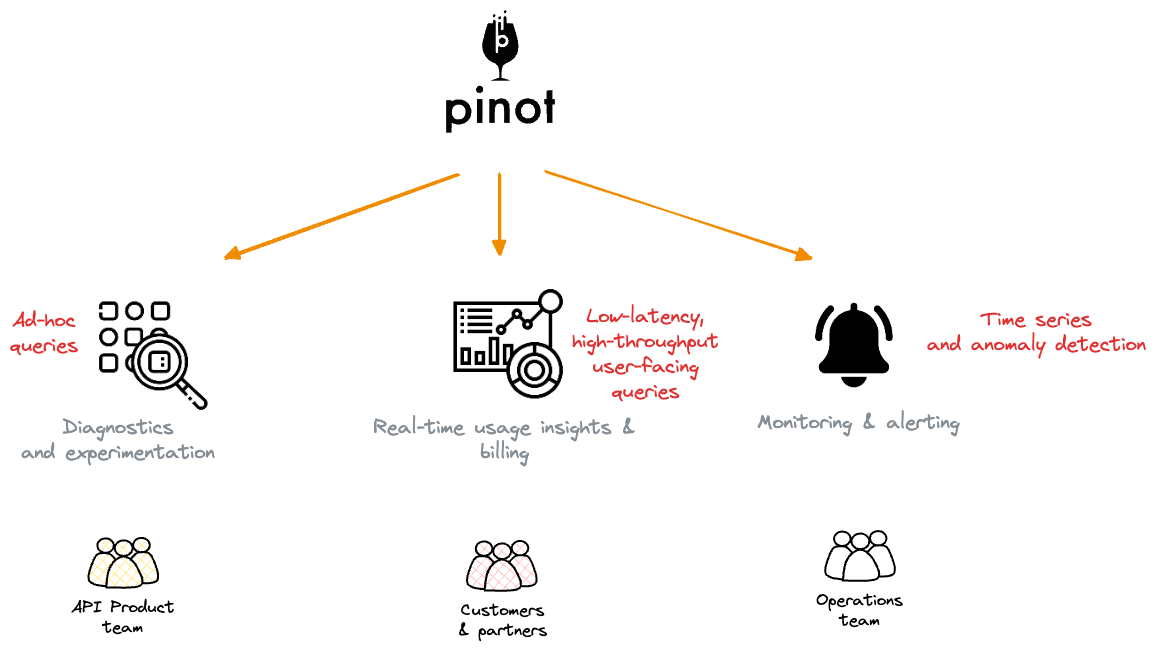 pinot
Ad-hoc
queries
Low-latency,
high-throughput
user-facing
queries
Time series
and anomaly detection
Diagnostics
and experimentation
Real-time usage insights &
billing
Monitoring & alerting
API Product
team
Customers
& partners
Operations
team